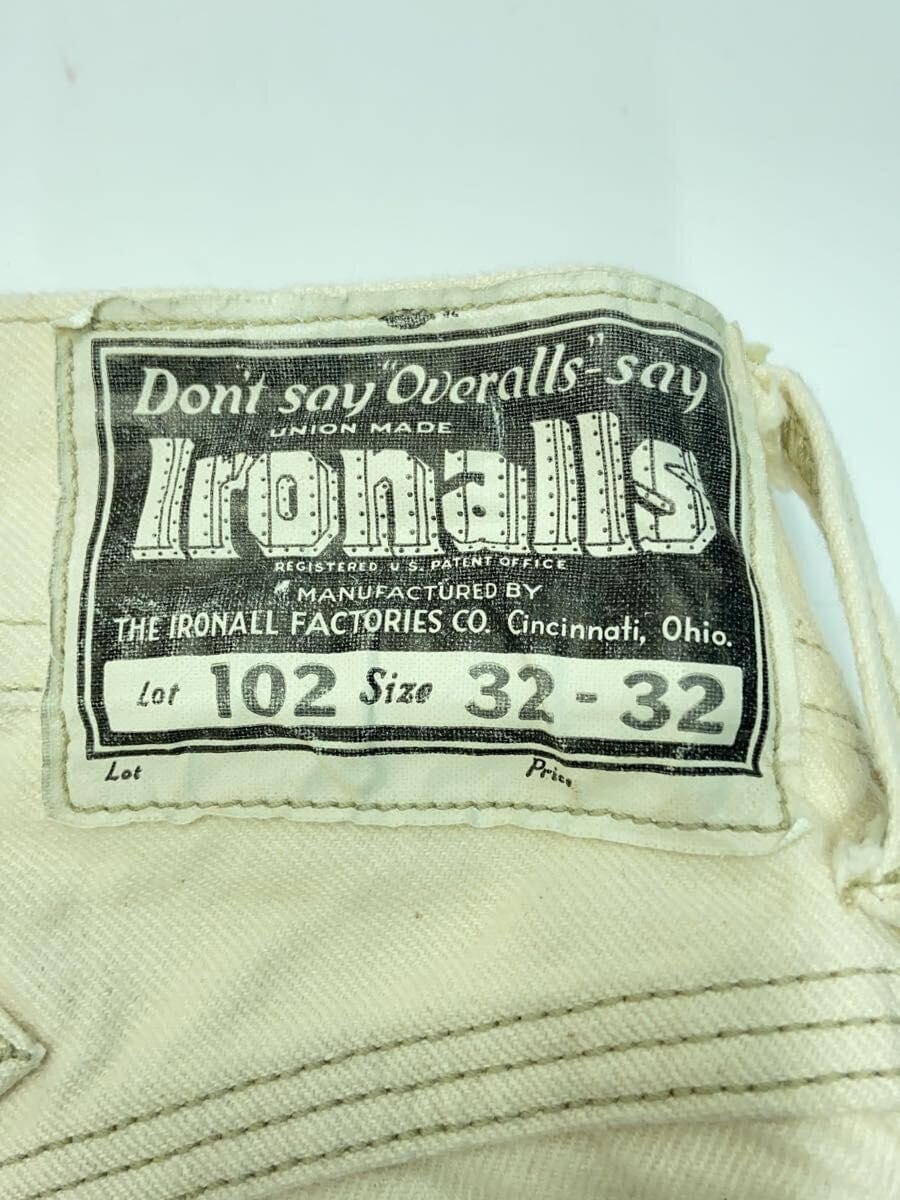 36
Don't say "Overalls"-say
UNION MADE
Ironalls
REGISTERED U.S. PATENT OFFICE
MANUFACTURED BY
THE IRONALL FACTORIES CO. Cincinnati, Ohio.
Lot 102 Size 32-32
Lot Price